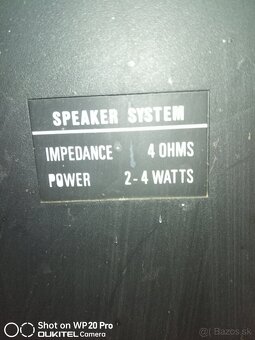 SPEAKER SYSTEM
IMPEDANCE 4 OHMS
POWER 2-4 WATTS
Shot on WP20 Pro
OUKITEL Camera
Bazos.sk